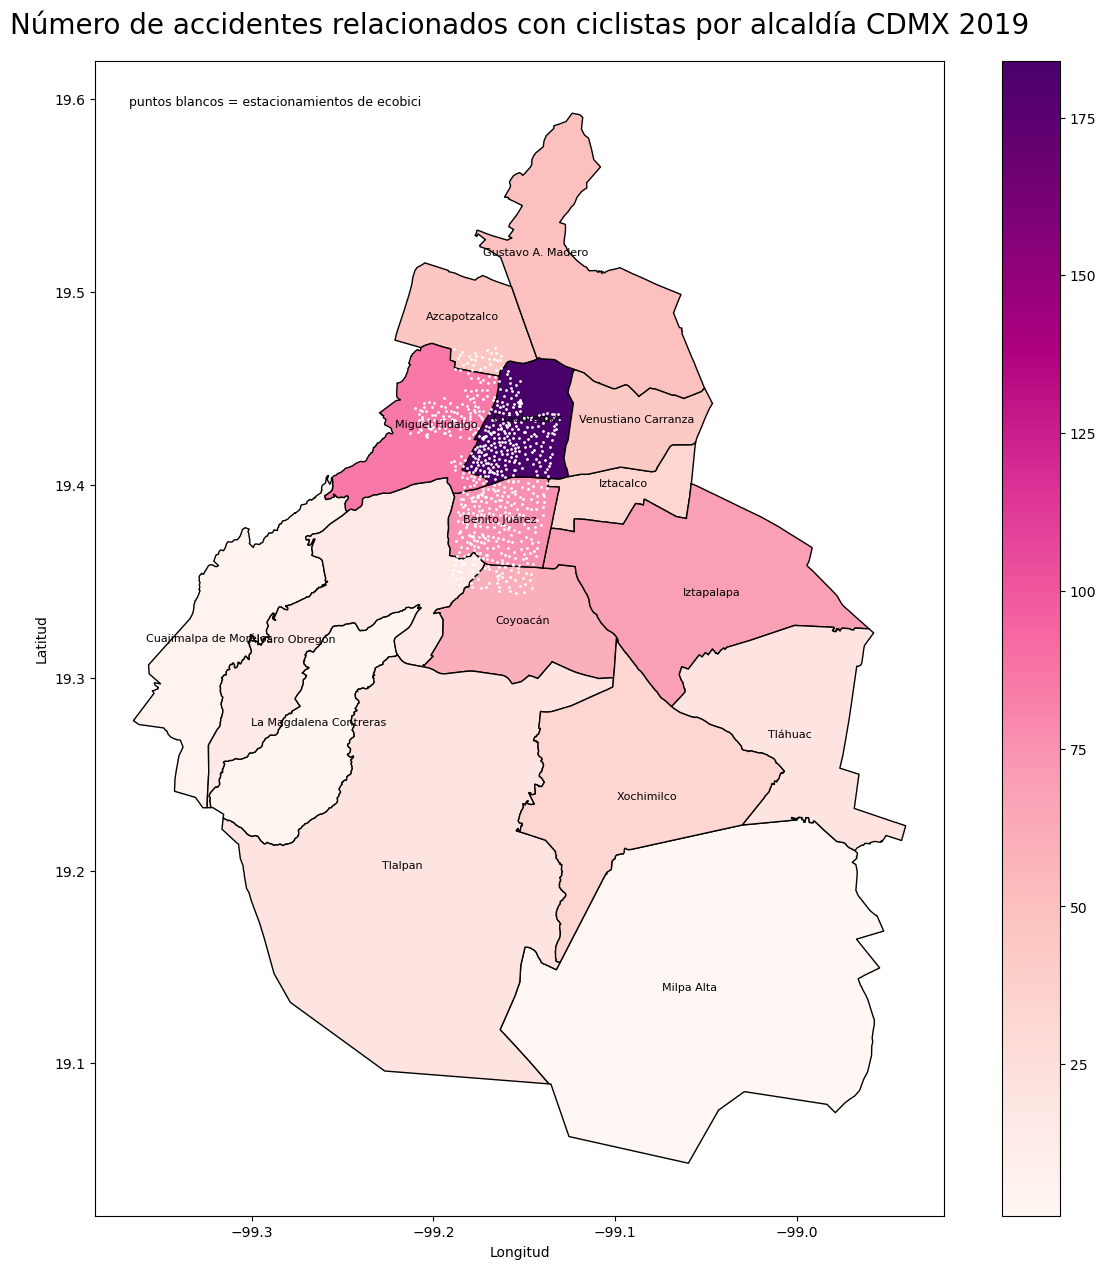 Número de accidentes relacionados con ciclistas por alcaldía CDMX 2019
puntos blancos = estacionamientos de ecobici
19.6
19.5
19.4
19.3
19.2
19.1
Latitud
Gustavo A. Madero
Azcapotzalco
Miguel Hidalgo
Venustiano Carranza
Iztacalco
Benito Juárez
Iztapalapa
Coyoacán
Cuajimalpa de Morelos
Álvaro Obregón
La Magdalena Contreras
Tláhuac
Xochimilco
Tlalpan
Milpa Alta
−99.3
−99.2
−99.1
−99.0
Longitud
175
150
125
100
75
50
25